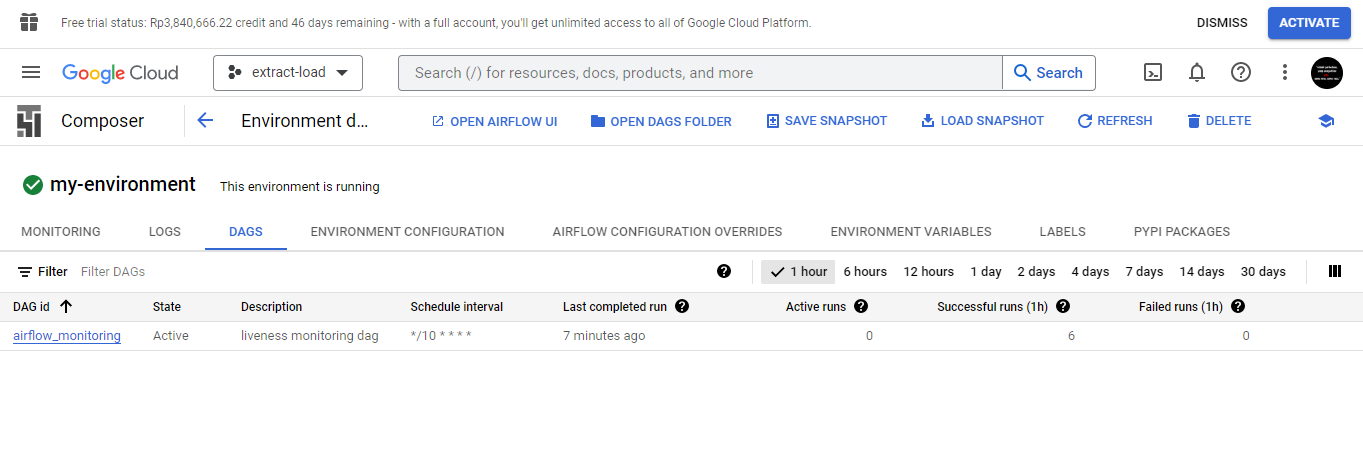 Free trial status: Rp3,840,666.22 credit and 46 days remaining - with a full account, you'll get unlimited access to all of Google Cloud Platform. DISMISS ACTIVATE
Google Cloud extract-load Search (/) for resources, docs, products, and more Search
Composer Environment d... OPEN AIRFLOW UI OPEN DAGS FOLDER SAVE SNAPSHOT LOAD SNAPSHOT REFRESH DELETE
my-environment This environment is running
MONITORING LOGS DAGS ENVIRONMENT CONFIGURATION AIRFLOW CONFIGURATION OVERRIDES ENVIRONMENT VARIABLES LABELS PYPI PACKAGES
Filter Filter DAGs 1 hour 6 hours 12 hours 1 day 2 days 4 days 7 days 14 days 30 days
DAG id State Description Schedule interval Last completed run Active runs Successful runs (1h) Failed runs (1h)
airflow_monitoring Active liveness monitoring dag */10 * * * * 7 minutes ago 0 6 0